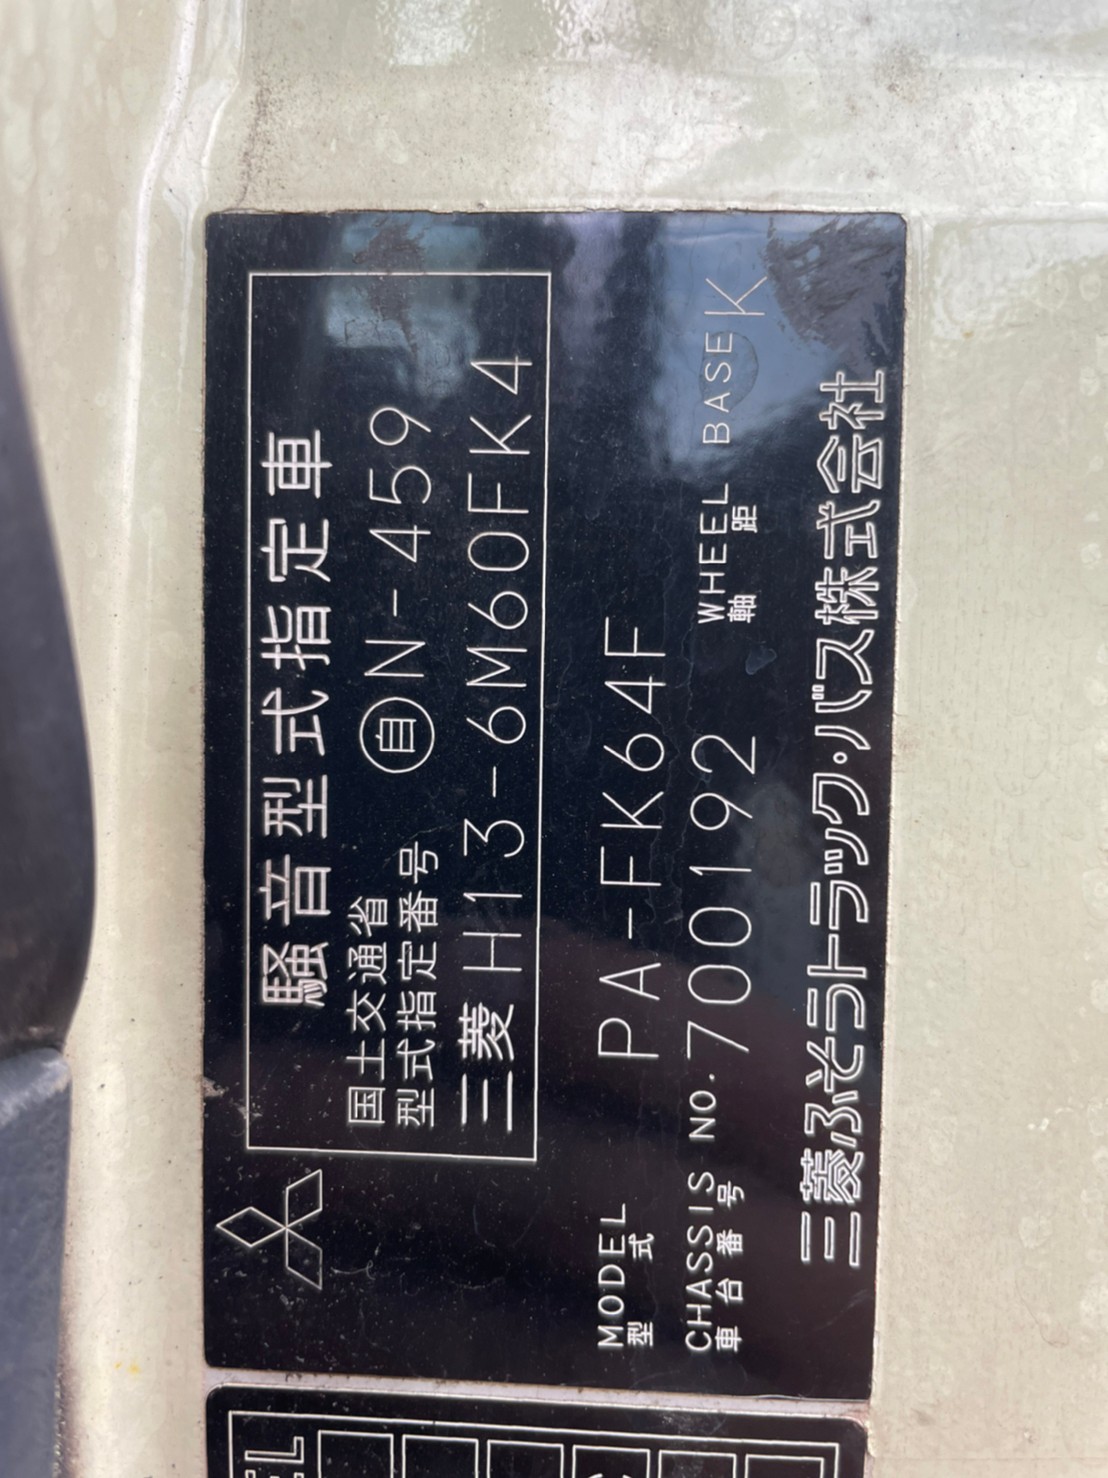 騒音型式指定車
国土交通省
型式指定番号 自N-459
三菱 H13-6M60FK4
MODEL PA-FK64F
型式
CHASSIS NO. 700192 WHEEL BASE K
車台番号 軸距
三菱ふそうトラック・バス株式会社
EL